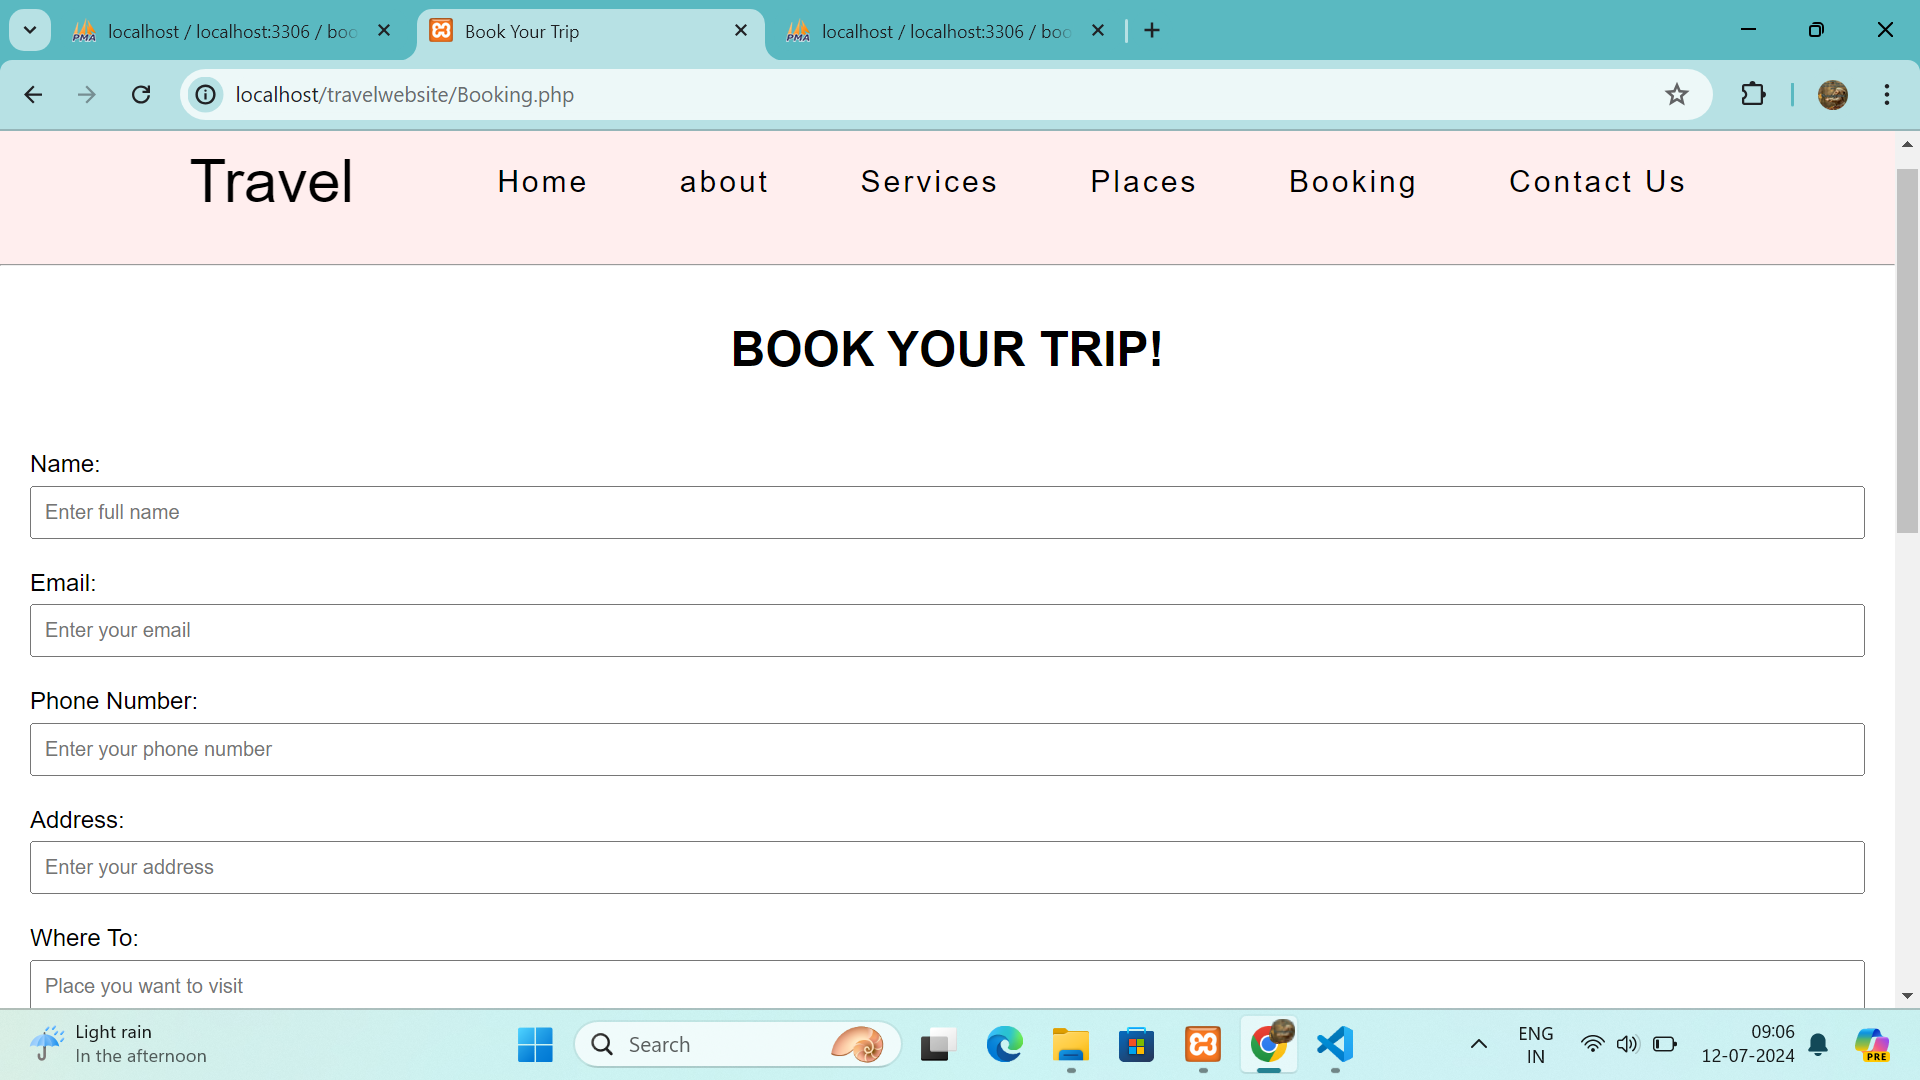 localhost / localhost:3306 / boo
Book Your Trip
localhost / localhost:3306 / boo
localhost/travelwebsite/Booking.php
Travel
Home
about
Services
Places
Booking
Contact Us
BOOK YOUR TRIP!
Name:
Enter full name
Email:
Enter your email
Phone Number:
Enter your phone number
Address:
Enter your address
Where To:
Place you want to visit
Light rain
In the afternoon
Search
ENG
IN
09:06
12-07-2024
PRE